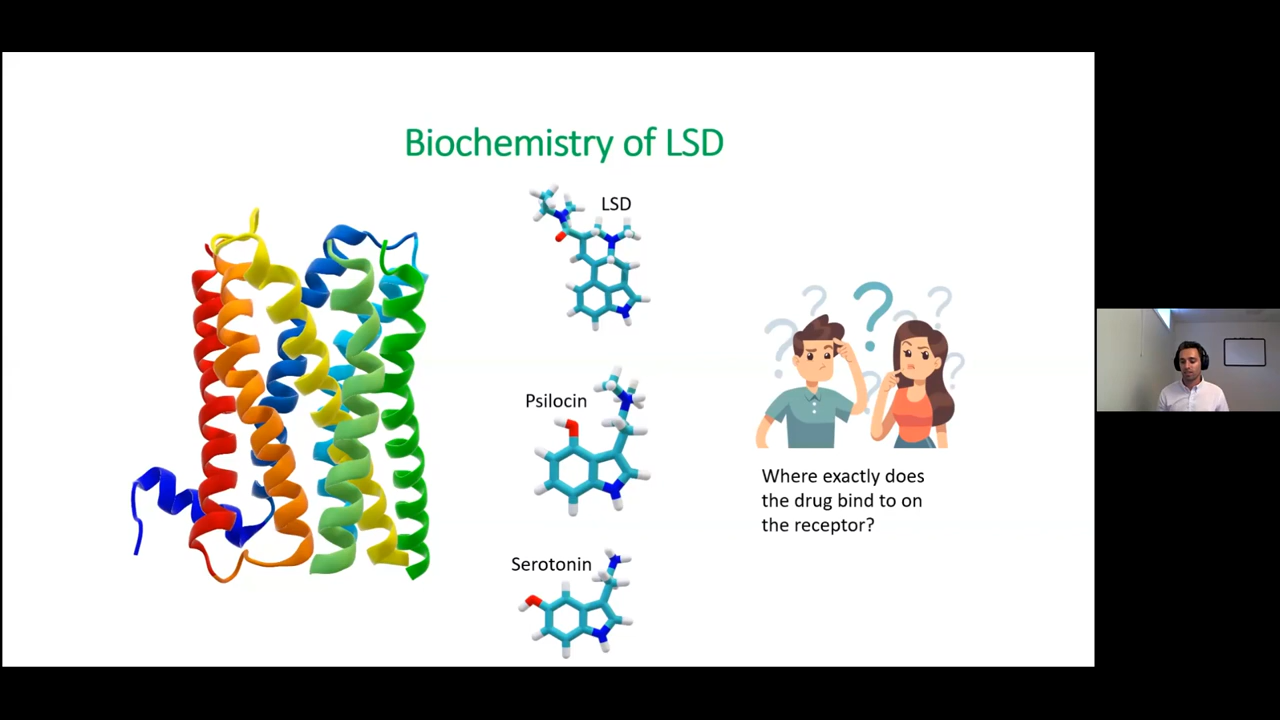 Biochemistry of LSD
LSD
Psilocin
Serotonin
Where exactly does
the drug bind to on
the receptor?